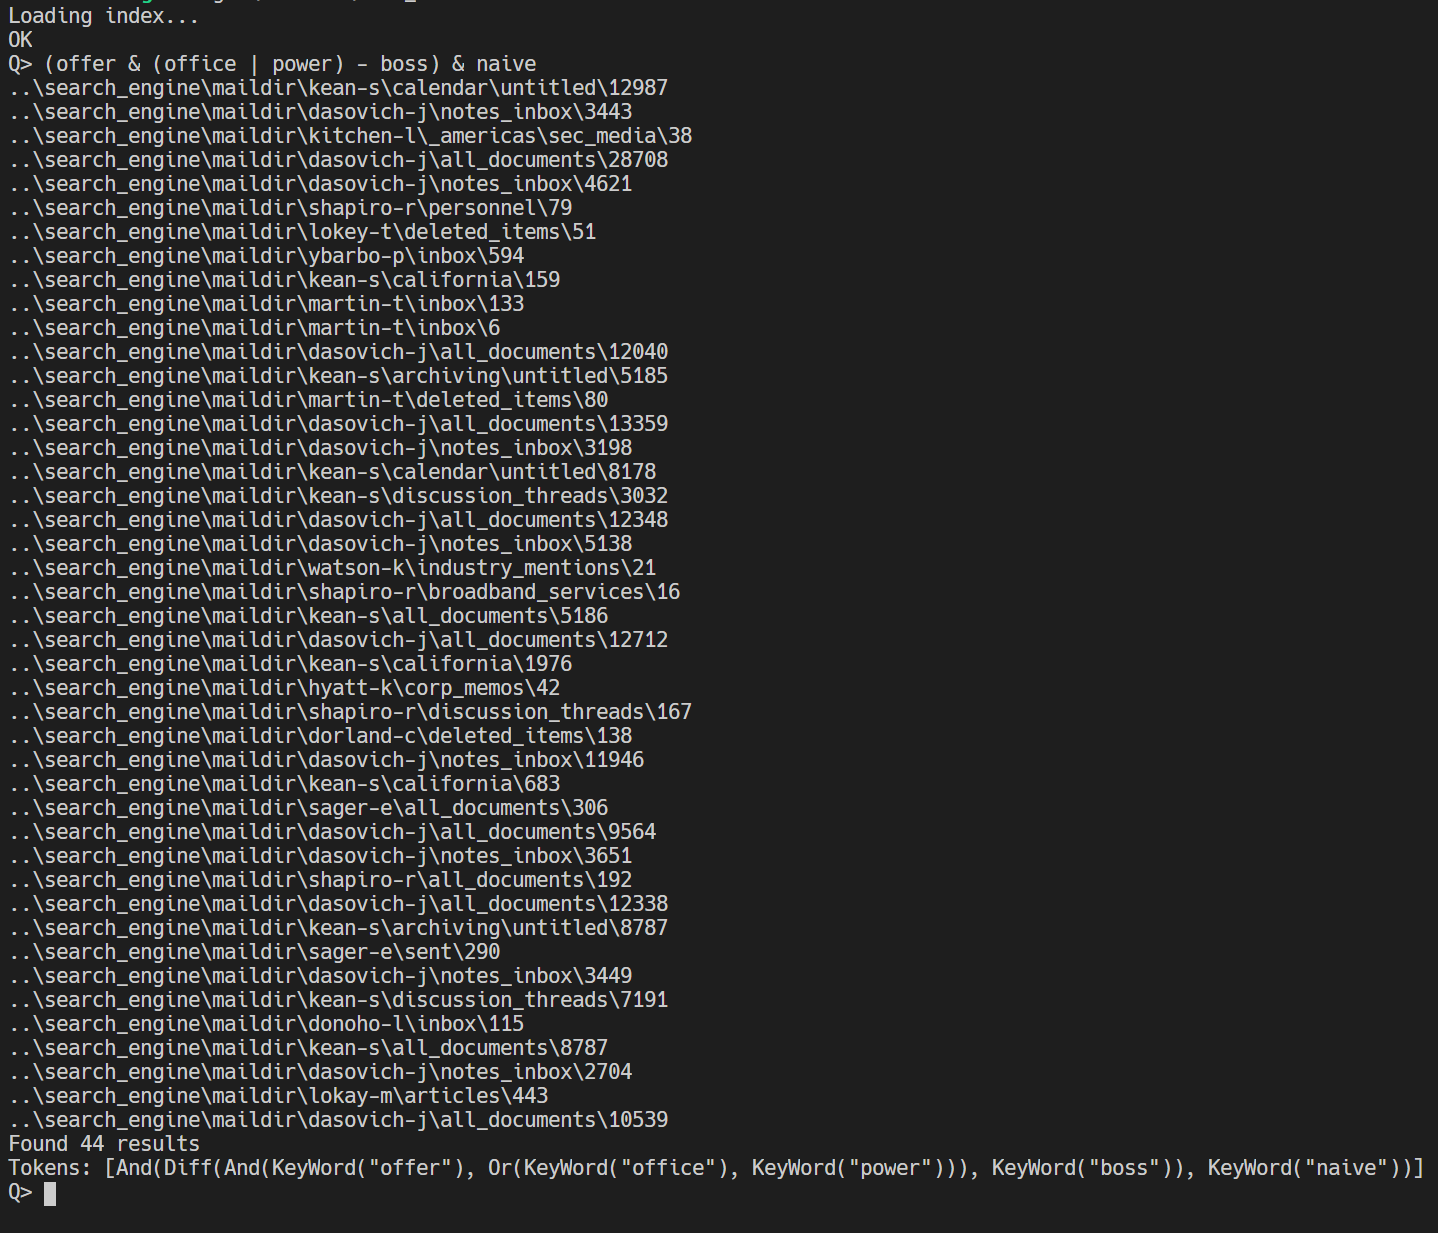 Loading index...
OK
Q> (offer & (office | power) - boss) & naive
..\search_engine\maildir\kean-s\calendar\untitled\12987
..\search_engine\maildir\dasovich-j\notes_inbox\3443
..\search_engine\maildir\kitchen-l\_americas\sec_media\38
..\search_engine\maildir\dasovich-j\all_documents\28708
..\search_engine\maildir\dasovich-j\notes_inbox\4621
..\search_engine\maildir\shapiro-r\personnel\79
..\search_engine\maildir\lokey-t\deleted_items\51
..\search_engine\maildir\ybarbo-p\inbox\594
..\search_engine\maildir\kean-s\california\159
..\search_engine\maildir\martin-t\inbox\133
..\search_engine\maildir\martin-t\inbox\6
..\search_engine\maildir\dasovich-j\all_documents\12040
..\search_engine\maildir\kean-s\archiving\untitled\5185
..\search_engine\maildir\martin-t\deleted_items\80
..\search_engine\maildir\dasovich-j\all_documents\13359
..\search_engine\maildir\dasovich-j\notes_inbox\3198
..\search_engine\maildir\kean-s\calendar\untitled\8178
..\search_engine\maildir\kean-s\discussion_threads\3032
..\search_engine\maildir\dasovich-j\all_documents\12348
..\search_engine\maildir\dasovich-j\notes_inbox\5138
..\search_engine\maildir\watson-k\industry_mentions\21
..\search_engine\maildir\shapiro-r\broadband_services\16
..\search_engine\maildir\kean-s\all_documents\5186
..\search_engine\maildir\dasovich-j\all_documents\12712
..\search_engine\maildir\kean-s\california\1976
..\search_engine\maildir\hyatt-k\corp_memos\42
..\search_engine\maildir\shapiro-r\discussion_threads\167
..\search_engine\maildir\dorland-c\deleted_items\138
..\search_engine\maildir\dasovich-j\notes_inbox\11946
..\search_engine\maildir\kean-s\california\683
..\search_engine\maildir\sager-e\all_documents\306
..\search_engine\maildir\dasovich-j\all_documents\9564
..\search_engine\maildir\dasovich-j\notes_inbox\3651
..\search_engine\maildir\shapiro-r\all_documents\192
..\search_engine\maildir\dasovich-j\all_documents\12338
..\search_engine\maildir\kean-s\archiving\untitled\8787
..\search_engine\maildir\sager-e\sent\290
..\search_engine\maildir\dasovich-j\notes_inbox\3449
..\search_engine\maildir\kean-s\discussion_threads\7191
..\search_engine\maildir\donoho-l\inbox\115
..\search_engine\maildir\kean-s\all_documents\8787
..\search_engine\maildir\dasovich-j\notes_inbox\2704
..\search_engine\maildir\lokay-m\articles\443
..\search_engine\maildir\dasovich-j\all_documents\10539
Found 44 results
Tokens: [And(Diff(And(KeyWord("offer"), Or(KeyWord("office"), KeyWord("power"))), KeyWord("boss")), KeyWord("naive"))]
Q>